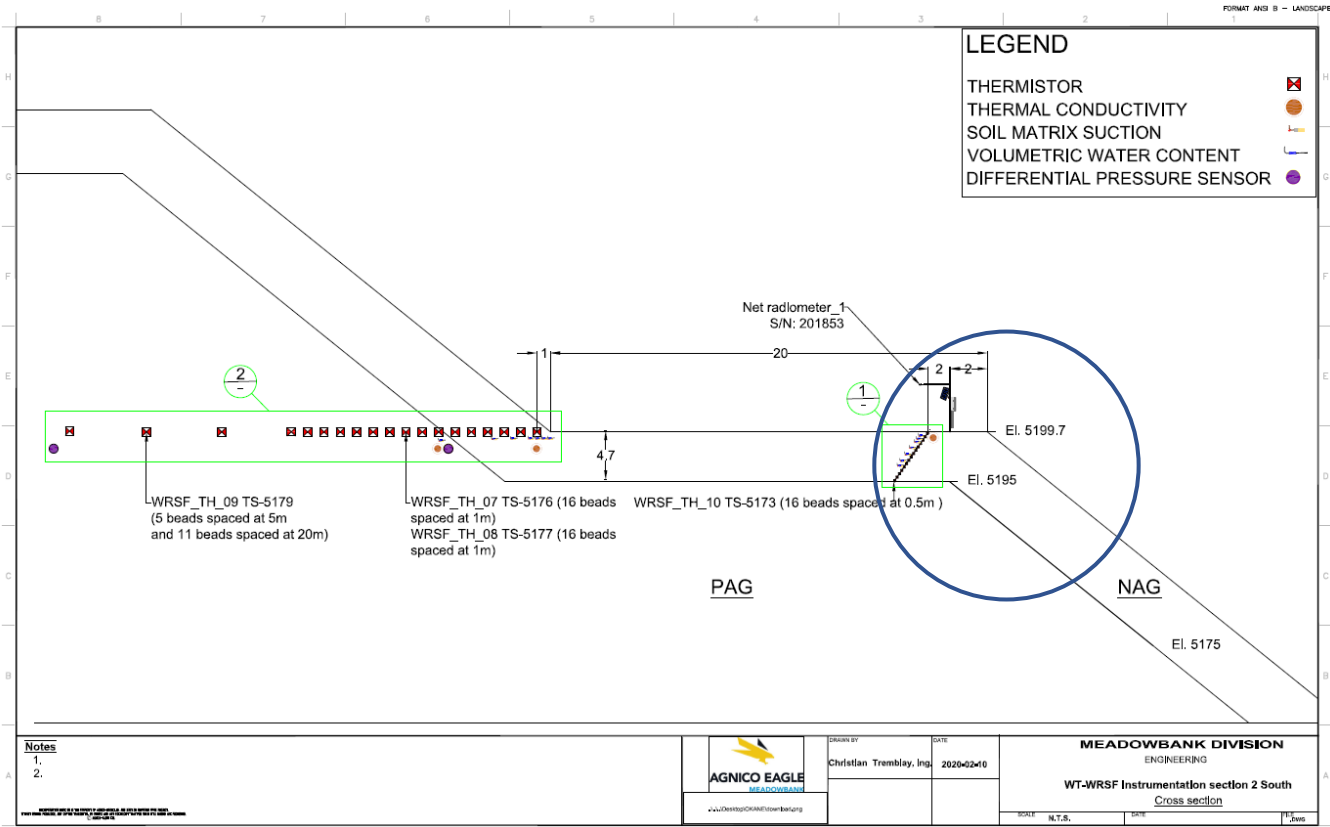 FORMAT ANSI B - LANDSCAPE
8 7 6 5 4 3 2 1
H H
G G
F F
E E
D D
C C
B B
A A
LEGEND
THERMISTOR
THERMAL CONDUCTIVITY
SOIL MATRIX SUCTION
VOLUMETRIC WATER CONTENT
DIFFERENTIAL PRESSURE SENSOR
Net radiometer_1
S/N: 201853
1
20
2
2
2
-
1
-
El. 5199.7
4,7
El. 5195
WRSF_TH_09 TS-5179
(5 beads spaced at 5m
and 11 beads spaced at 20m)
WRSF_TH_07 TS-5176 (16 beads
spaced at 1m)
WRSF_TH_08 TS-5177 (16 beads
spaced at 1m)
WRSF_TH_10 TS-5173 (16 beads spaced at 0.5m )
PAG
NAG
El. 5175
Notes
1.
2.
AGNICO EAGLE
MEADOWBANK
DRAWN BY
Christian Tremblay, Ing.
DATE
2020-02-10
MEADOWBANK DIVISION
ENGINEERING
WT-WRSF Instrumentation section 2 South
Cross section
SCALE
N.T.S.
DATE
.DWG